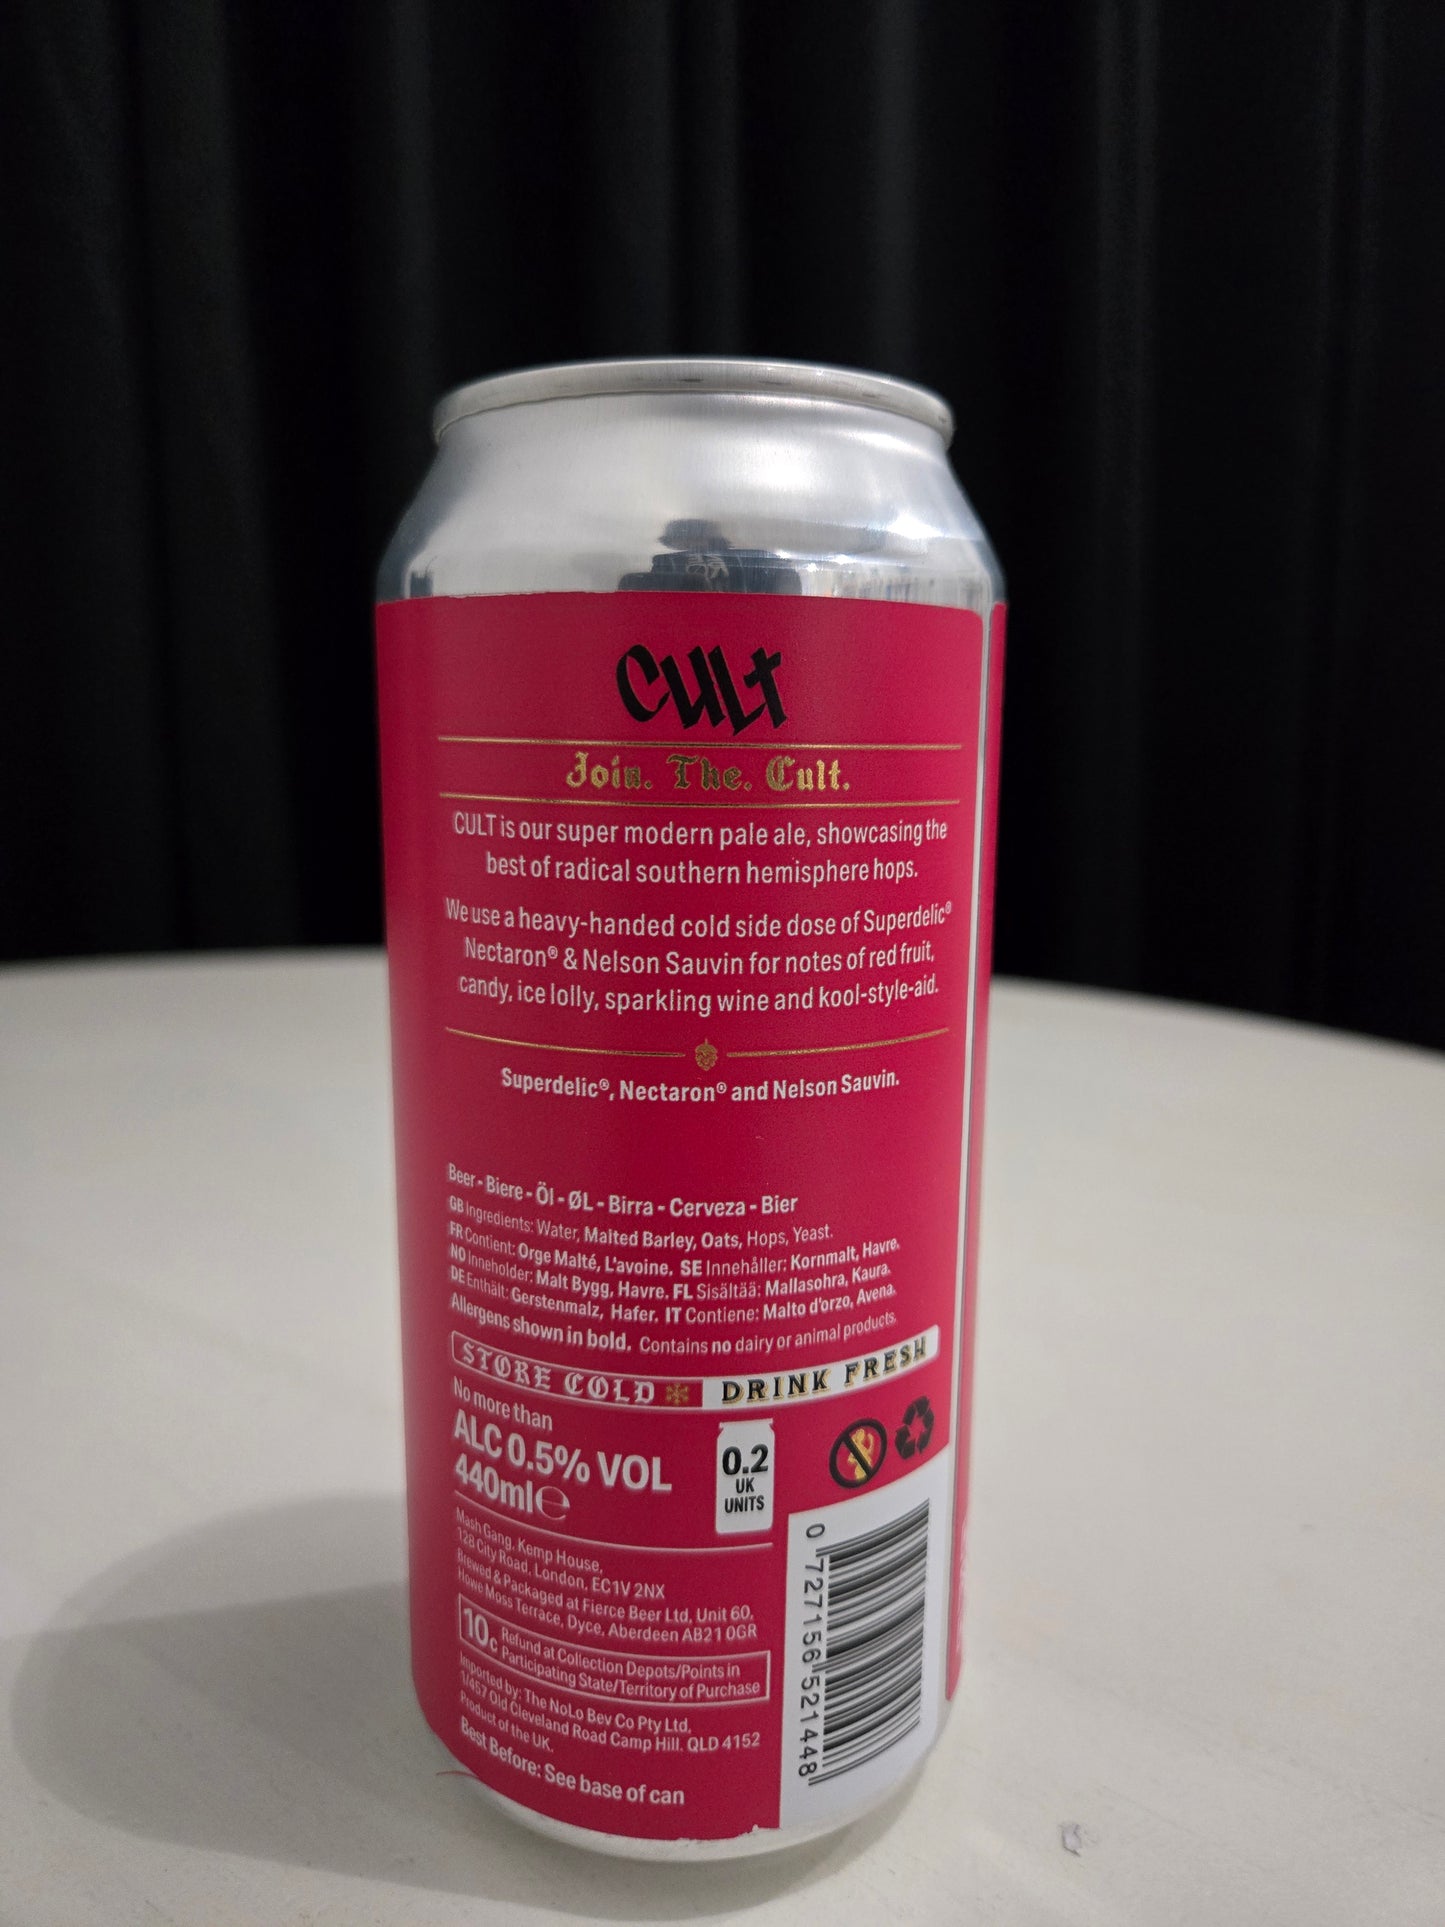 CULT
Join. The. Cult.
CULT is our super modern pale ale, showcasing the
best of radical southern hemisphere hops.
We use a heavy-handed cold side dose of Superdelic®
Nectaron® & Nelson Sauvin for notes of red fruit,
candy, ice lolly, sparkling wine and kool-style-aid.
Superdelic®, Nectaron® and Nelson Sauvin.
Beer - Biere - Öl - ØL - Birra - Cerveza - Bier
GB Ingredients: Water, Malted Barley, Oats, Hops, Yeast.
FR Contient: Orge Malté, L'avoine. SE Innehåller: Kornmalt, Havre.
NO Inneholder: Malt Bygg, Havre. FL Sisältää: Mallasohra, Kaura.
DE Enthält: Gerstenmalz, Hafer. IT Contiene: Malto d'orzo, Avena.
Allergens shown in bold. Contains no dairy or animal products.
STORE COLD DRINK FRESH
No more than
ALC 0.5% VOL
440ml℮
0.2
UK
UNITS
Mash Gang, Kemp House,
128 City Road, London, EC1V 2NX
Brewed & Packaged at Fierce Beer Ltd, Unit 60,
Howe Moss Terrace, Dyce, Aberdeen AB21 0GR
10c Refund at Collection Depots/Points in
Participating State/Territory of Purchase
Imported by: The NoLo Bev Co Pty Ltd,
1/457 Old Cleveland Road Camp Hill. QLD 4152
Product of the UK.
Best Before: See base of can
0 727156 521448